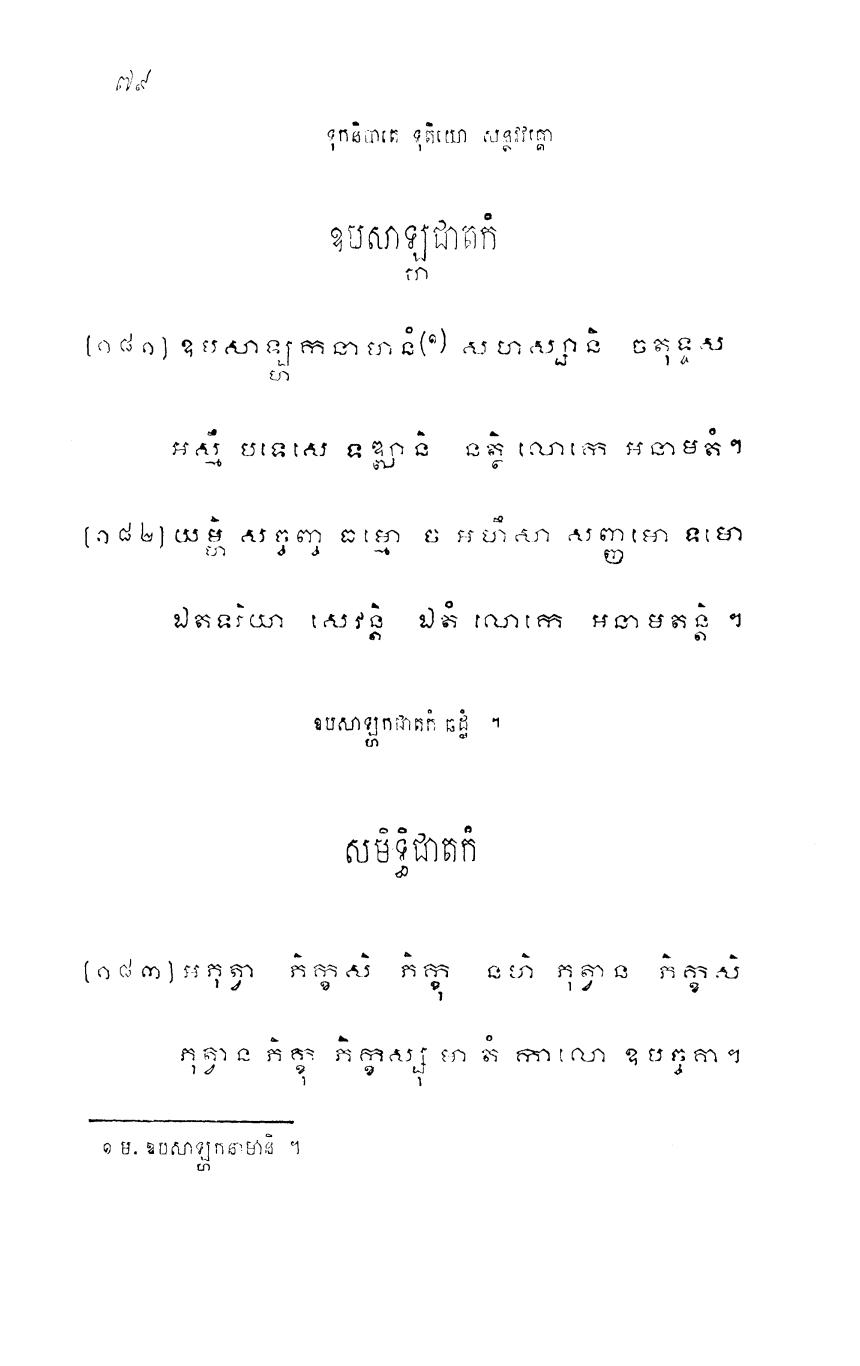 ៧៩
ទុកនិបាតេ ទុតិយោ សន្ថវវគ្គោ
ឧបសាឡ្ហជាតកំ
[១៨១] ឧបសាឡ្ហកនាហនំ(១) សហស្សានិ ចតុទ្ទស
អស្មឹ បទេសេ ទឌ្ឍានិ នត្ថិ លោកេ អនាមតំ។
[១៨២] យម្ហិ សច្ចញ្ច ធម្មោ ច អហឹសា សញ្ញមោ ទមោ
ឯតទរិយា សេវន្តិ ឯតំ លោកេ អនាមតន្តិ ។
ឧបសាឡ្ហកជាតកំ ឆដ្ឋំ ។
សមិទ្ធិជាតកំ
[១៨៣] អភុត្វា ភិក្ខសិ ភិក្ខុ នហិ ភុត្វាន ភិក្ខសិ
ភុត្វាន ភិក្ខុ ភិក្ខស្សុ មា តំ កាលោ ឧបច្ចគា។
១ ម. ឧបសាឡ្ហកនាមានិ ។